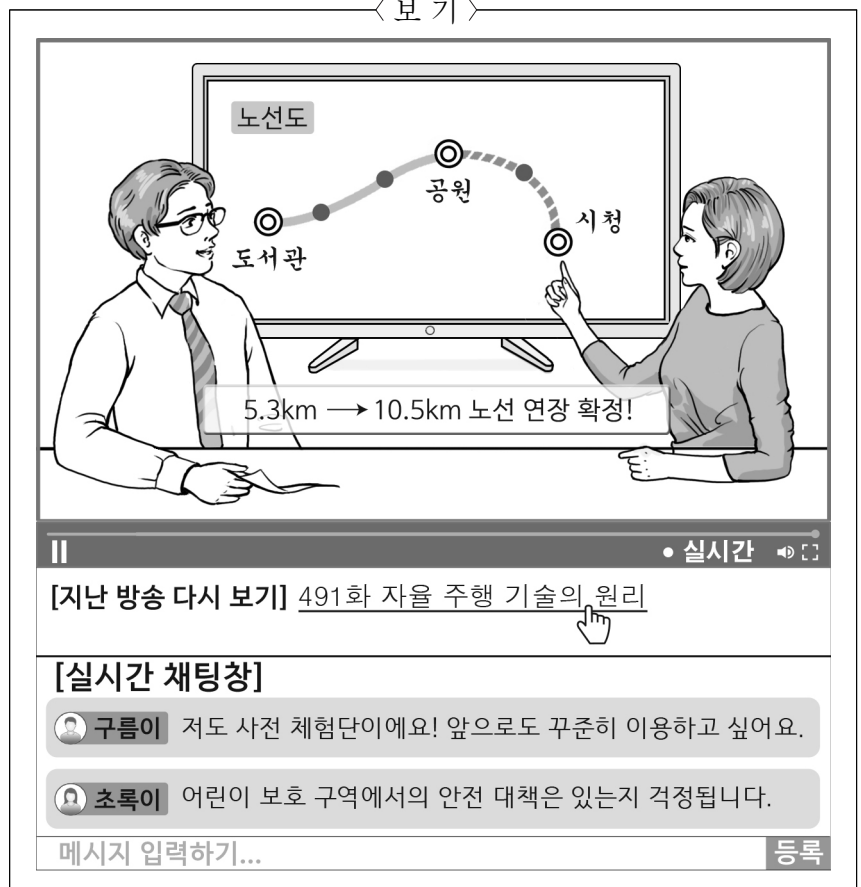 〈보 기〉
노선도
공원
시청
도서관
5.3km → 10.5km 노선 연장 확정!
● 실시간
[지난 방송 다시 보기] 491화 자율 주행 기술의 원리
[실시간 채팅창]
구름이 저도 사전 체험단이에요! 앞으로도 꾸준히 이용하고 싶어요.
초록이 어린이 보호 구역에서의 안전 대책은 있는지 걱정됩니다.
메시지 입력하기... 등록